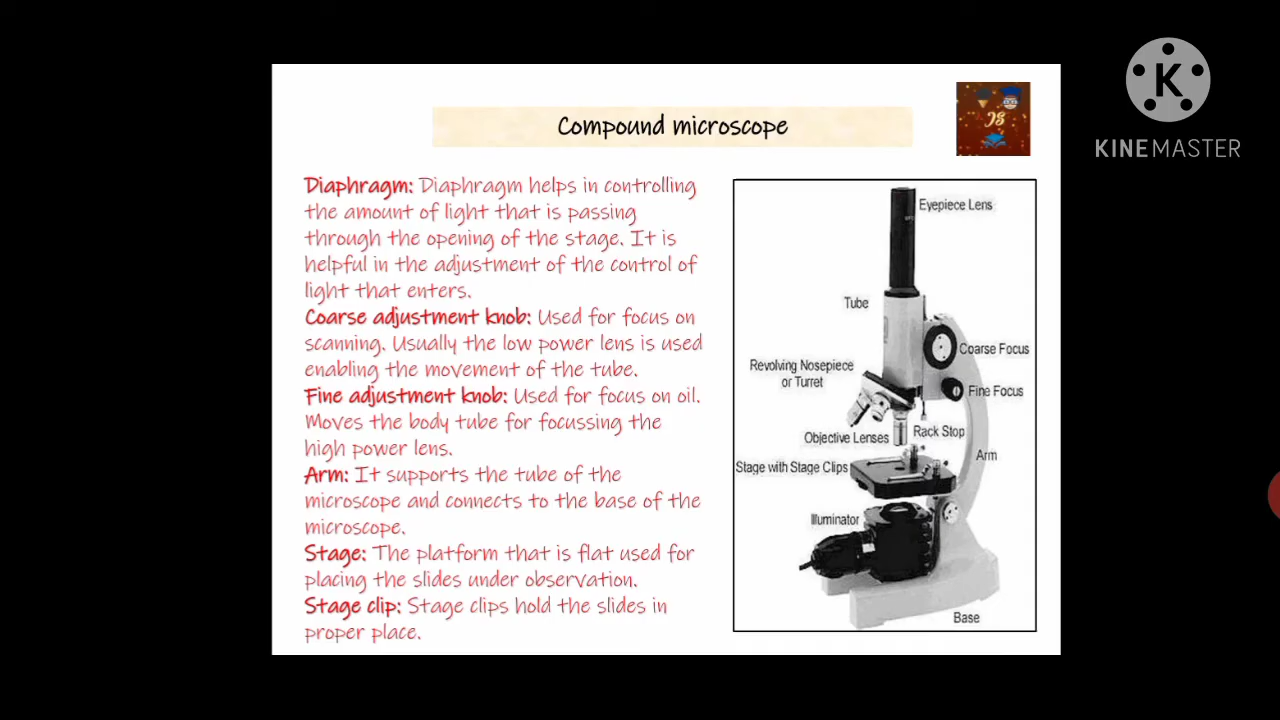 K
KINEMASTER
Compound microscope
JS
Diaphragm: Diaphragm helps in controlling
the amount of light that is passing
through the opening of the stage. It is
helpful in the adjustment of the control of
light that enters.
Coarse adjustment knob: Used for focus on
scanning. Usually the low power lens is used
enabling the movement of the tube.
Fine adjustment knob: Used for focus on oil.
Moves the body tube for focussing the
high power lens.
Arm: It supports the tube of the
microscope and connects to the base of the
microscope.
Stage: The platform that is flat used for
placing the slides under observation.
Stage clip: Stage clips hold the slides in
proper place.
Eyepiece Lens
Tube
Coarse Focus
Revolving Nosepiece
or Turret
Fine Focus
Objective Lenses
Rack Stop
Arm
Stage with Stage Clips
Illuminator
Base